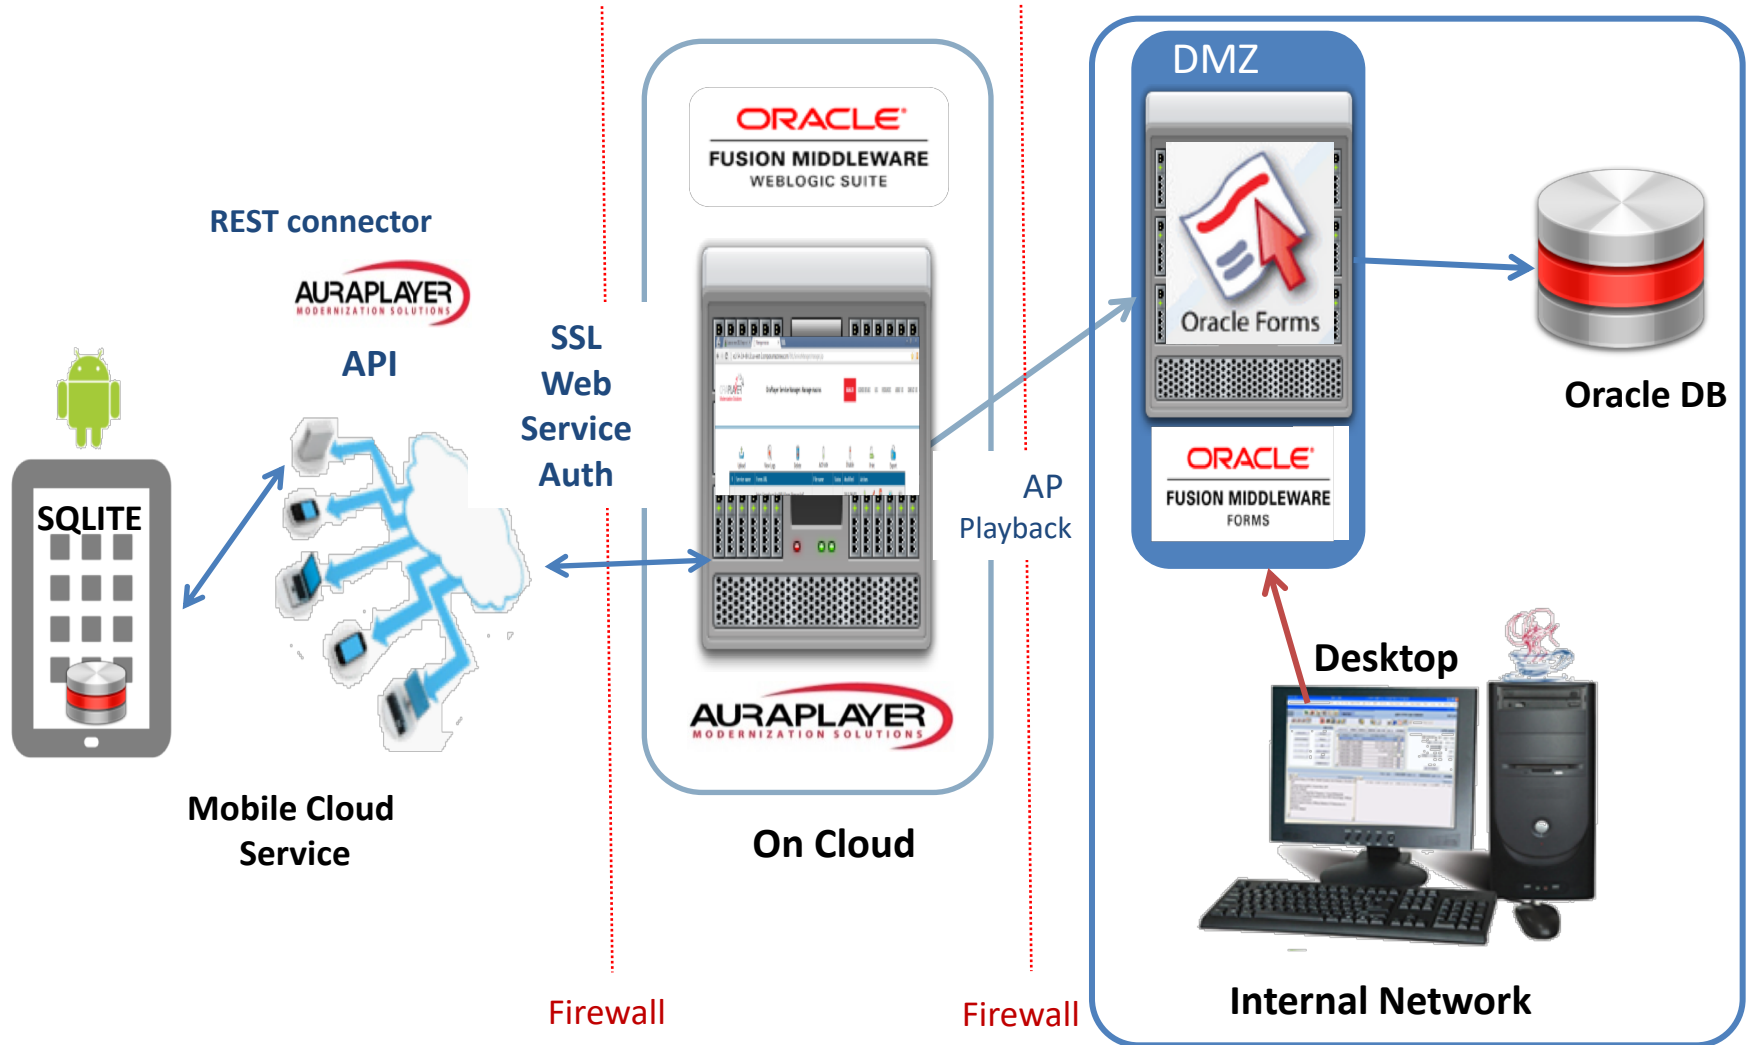 REST connector
AURAPLAYER
MODERNIZATION SOLUTIONS
API
SQLITE
Mobile Cloud
Service
SSL
Web
Service
Auth
Firewall
ORACLE
FUSION MIDDLEWARE
WEBLOGIC SUITE
AURAPLAYER
MODERNIZATION SOLUTIONS
On Cloud
AP
Playback
Firewall
DMZ
Oracle Forms
ORACLE
FUSION MIDDLEWARE
FORMS
Oracle DB
Desktop
Internal Network